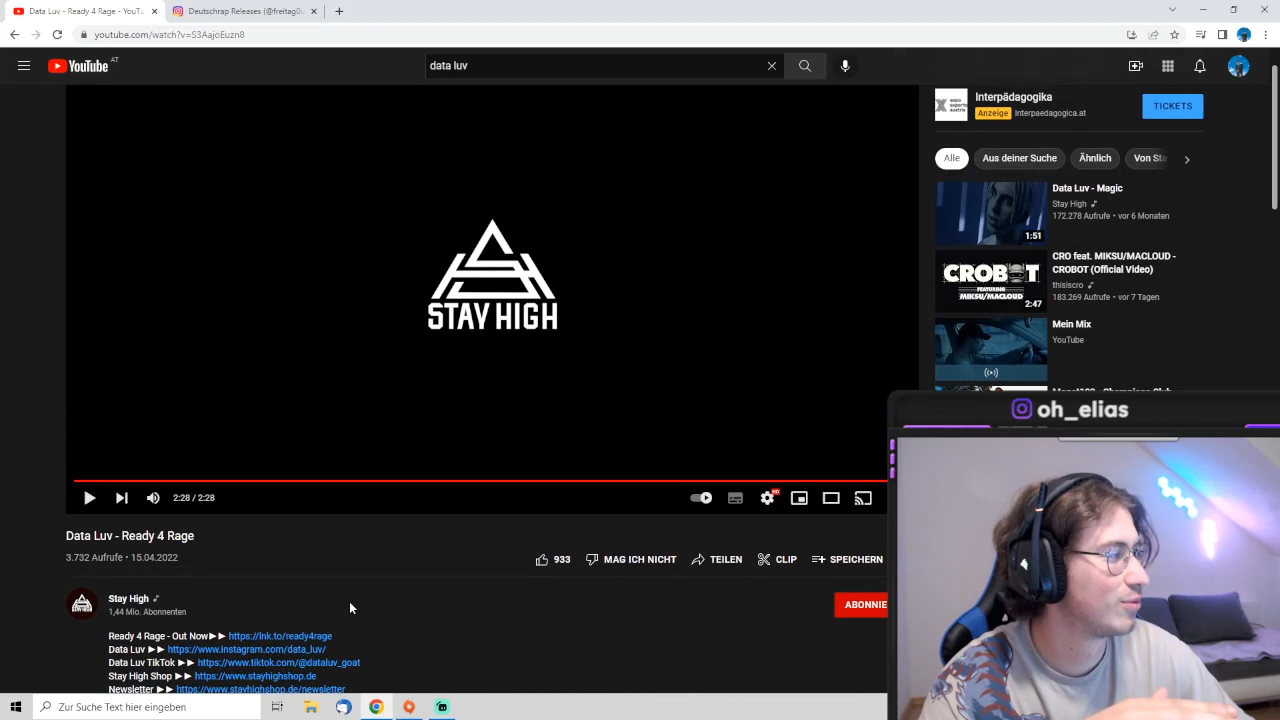 Data Luv - Ready 4 Rage - YouT
Deutschrap Releases (@freitag0u
youtube.com/watch?v=S3AajoEuzn8
YouTube AT
data luv
STAY HIGH
Interpädagogika
Anzeige Interpaedagogica.at
TICKETS
Alle
Aus deiner Suche
Ähnlich
Von Sta
Data Luv - Magic
Stay High
172.278 Aufrufe • vor 6 Monaten
1:51
CROBOT
FEATURING
MIKSU/MACLOUD
2:47
CRO feat. MIKSU/MACLOUD -
CROBOT (Official Video)
thisiscro
183.269 Aufrufe • vor 7 Tagen
Mein Mix
YouTube
oh_elias
2:28 / 2:28
HD
Data Luv - Ready 4 Rage
3.732 Aufrufe • 15.04.2022
933
MAG ICH NICHT
TEILEN
CLIP
SPEICHERN
Stay High
1,44 Mio. Abonnenten
ABONNIE
Ready 4 Rage - Out Now▶▶ https://lnk.to/ready4rage
Data Luv ▶▶ https://www.instagram.com/data_luv/
Data Luv TikTok ▶▶ https://www.tiktok.com/@dataluv_goat
Stay High Shop ▶▶ https://www.stayhighshop.de
Newsletter ▶▶ https://www.stayhighshop.de/newsletter
Zur Suche Text hier eingeben